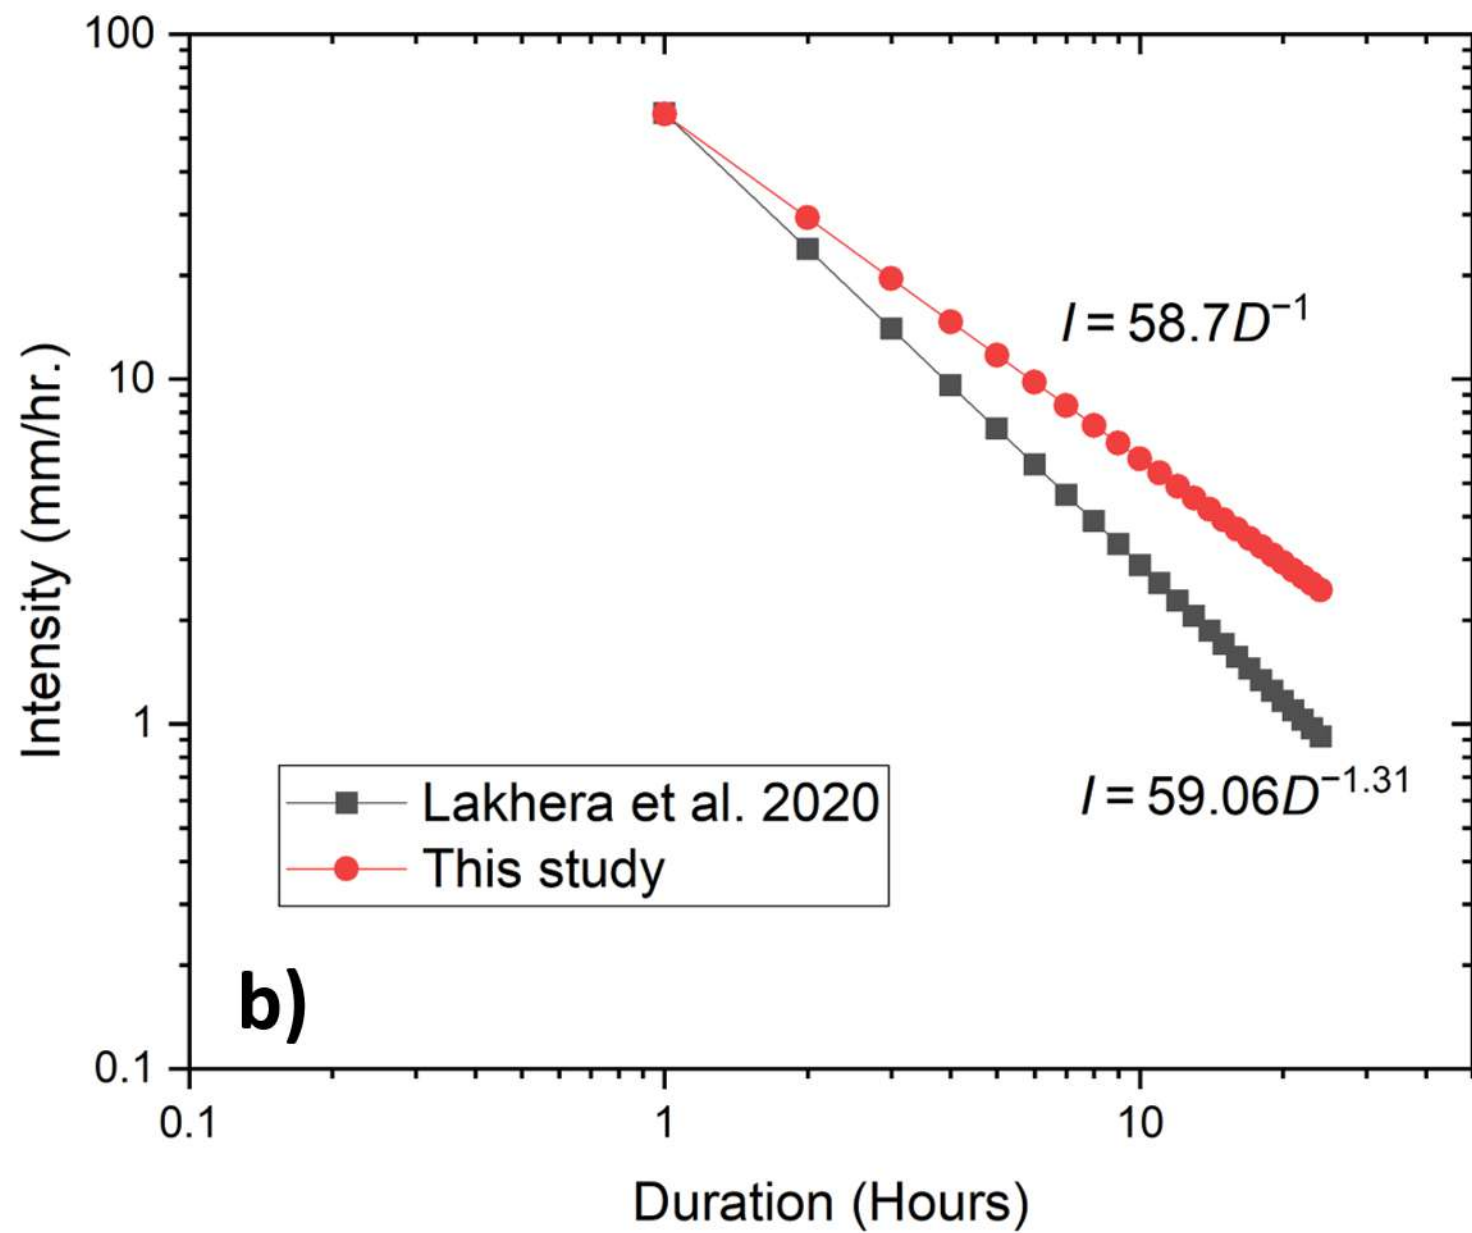 100
10
1
0.1
0.1
1
10
Intensity (mm/hr.)
Duration (Hours)
I = 58.7D⁻¹
I = 59.06D⁻¹·³¹
Lakhera et al. 2020
This study
b)